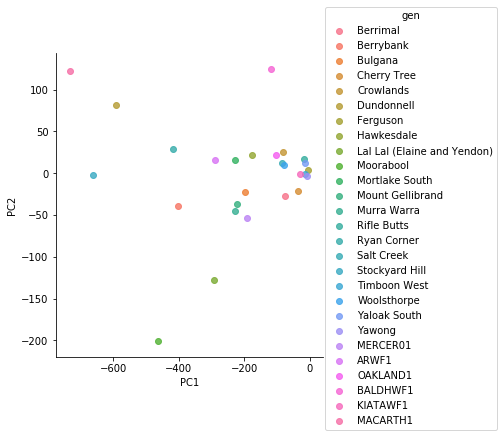 gen
Berrimal
Berrybank
Bulgana
Cherry Tree
Crowlands
Dundonnell
Ferguson
Hawkesdale
Lal Lal (Elaine and Yendon)
Moorabool
Mortlake South
Mount Gellibrand
Murra Warra
Rifle Butts
Ryan Corner
Salt Creek
Stockyard Hill
Timboon West
Woolsthorpe
Yaloak South
Yawong
MERCER01
ARWF1
OAKLAND1
BALDHWF1
KIATAWF1
MACARTH1
100
50
0
−50
−100
−150
−200
PC2
−600 −400 −200 0
PC1